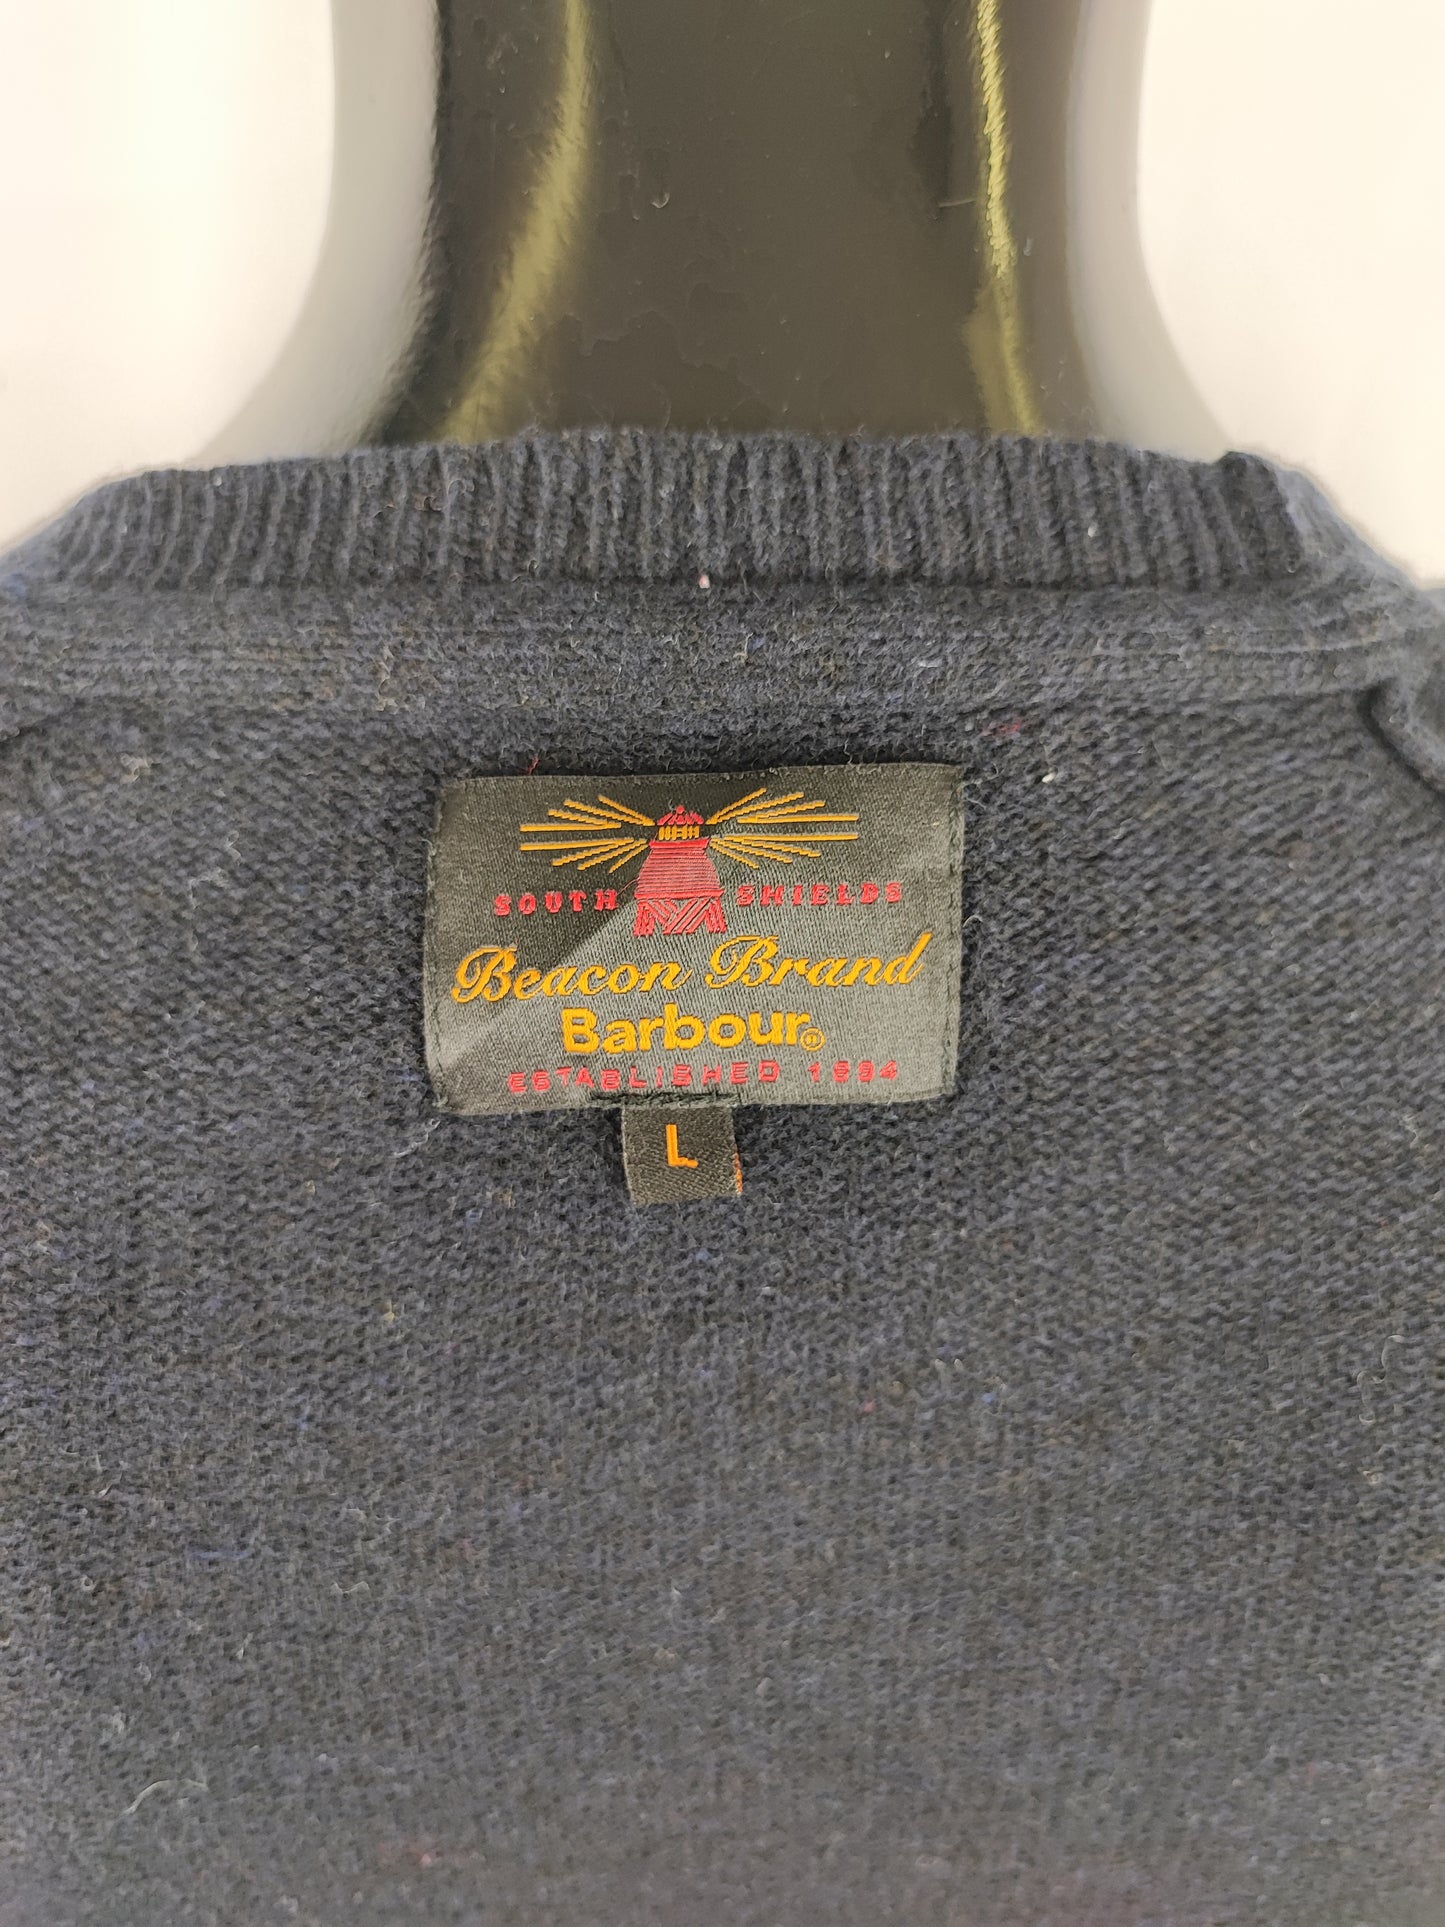 SOUTH SHIELDS
Beacon Brand
Barbour®
ESTABLISHED 1894
L